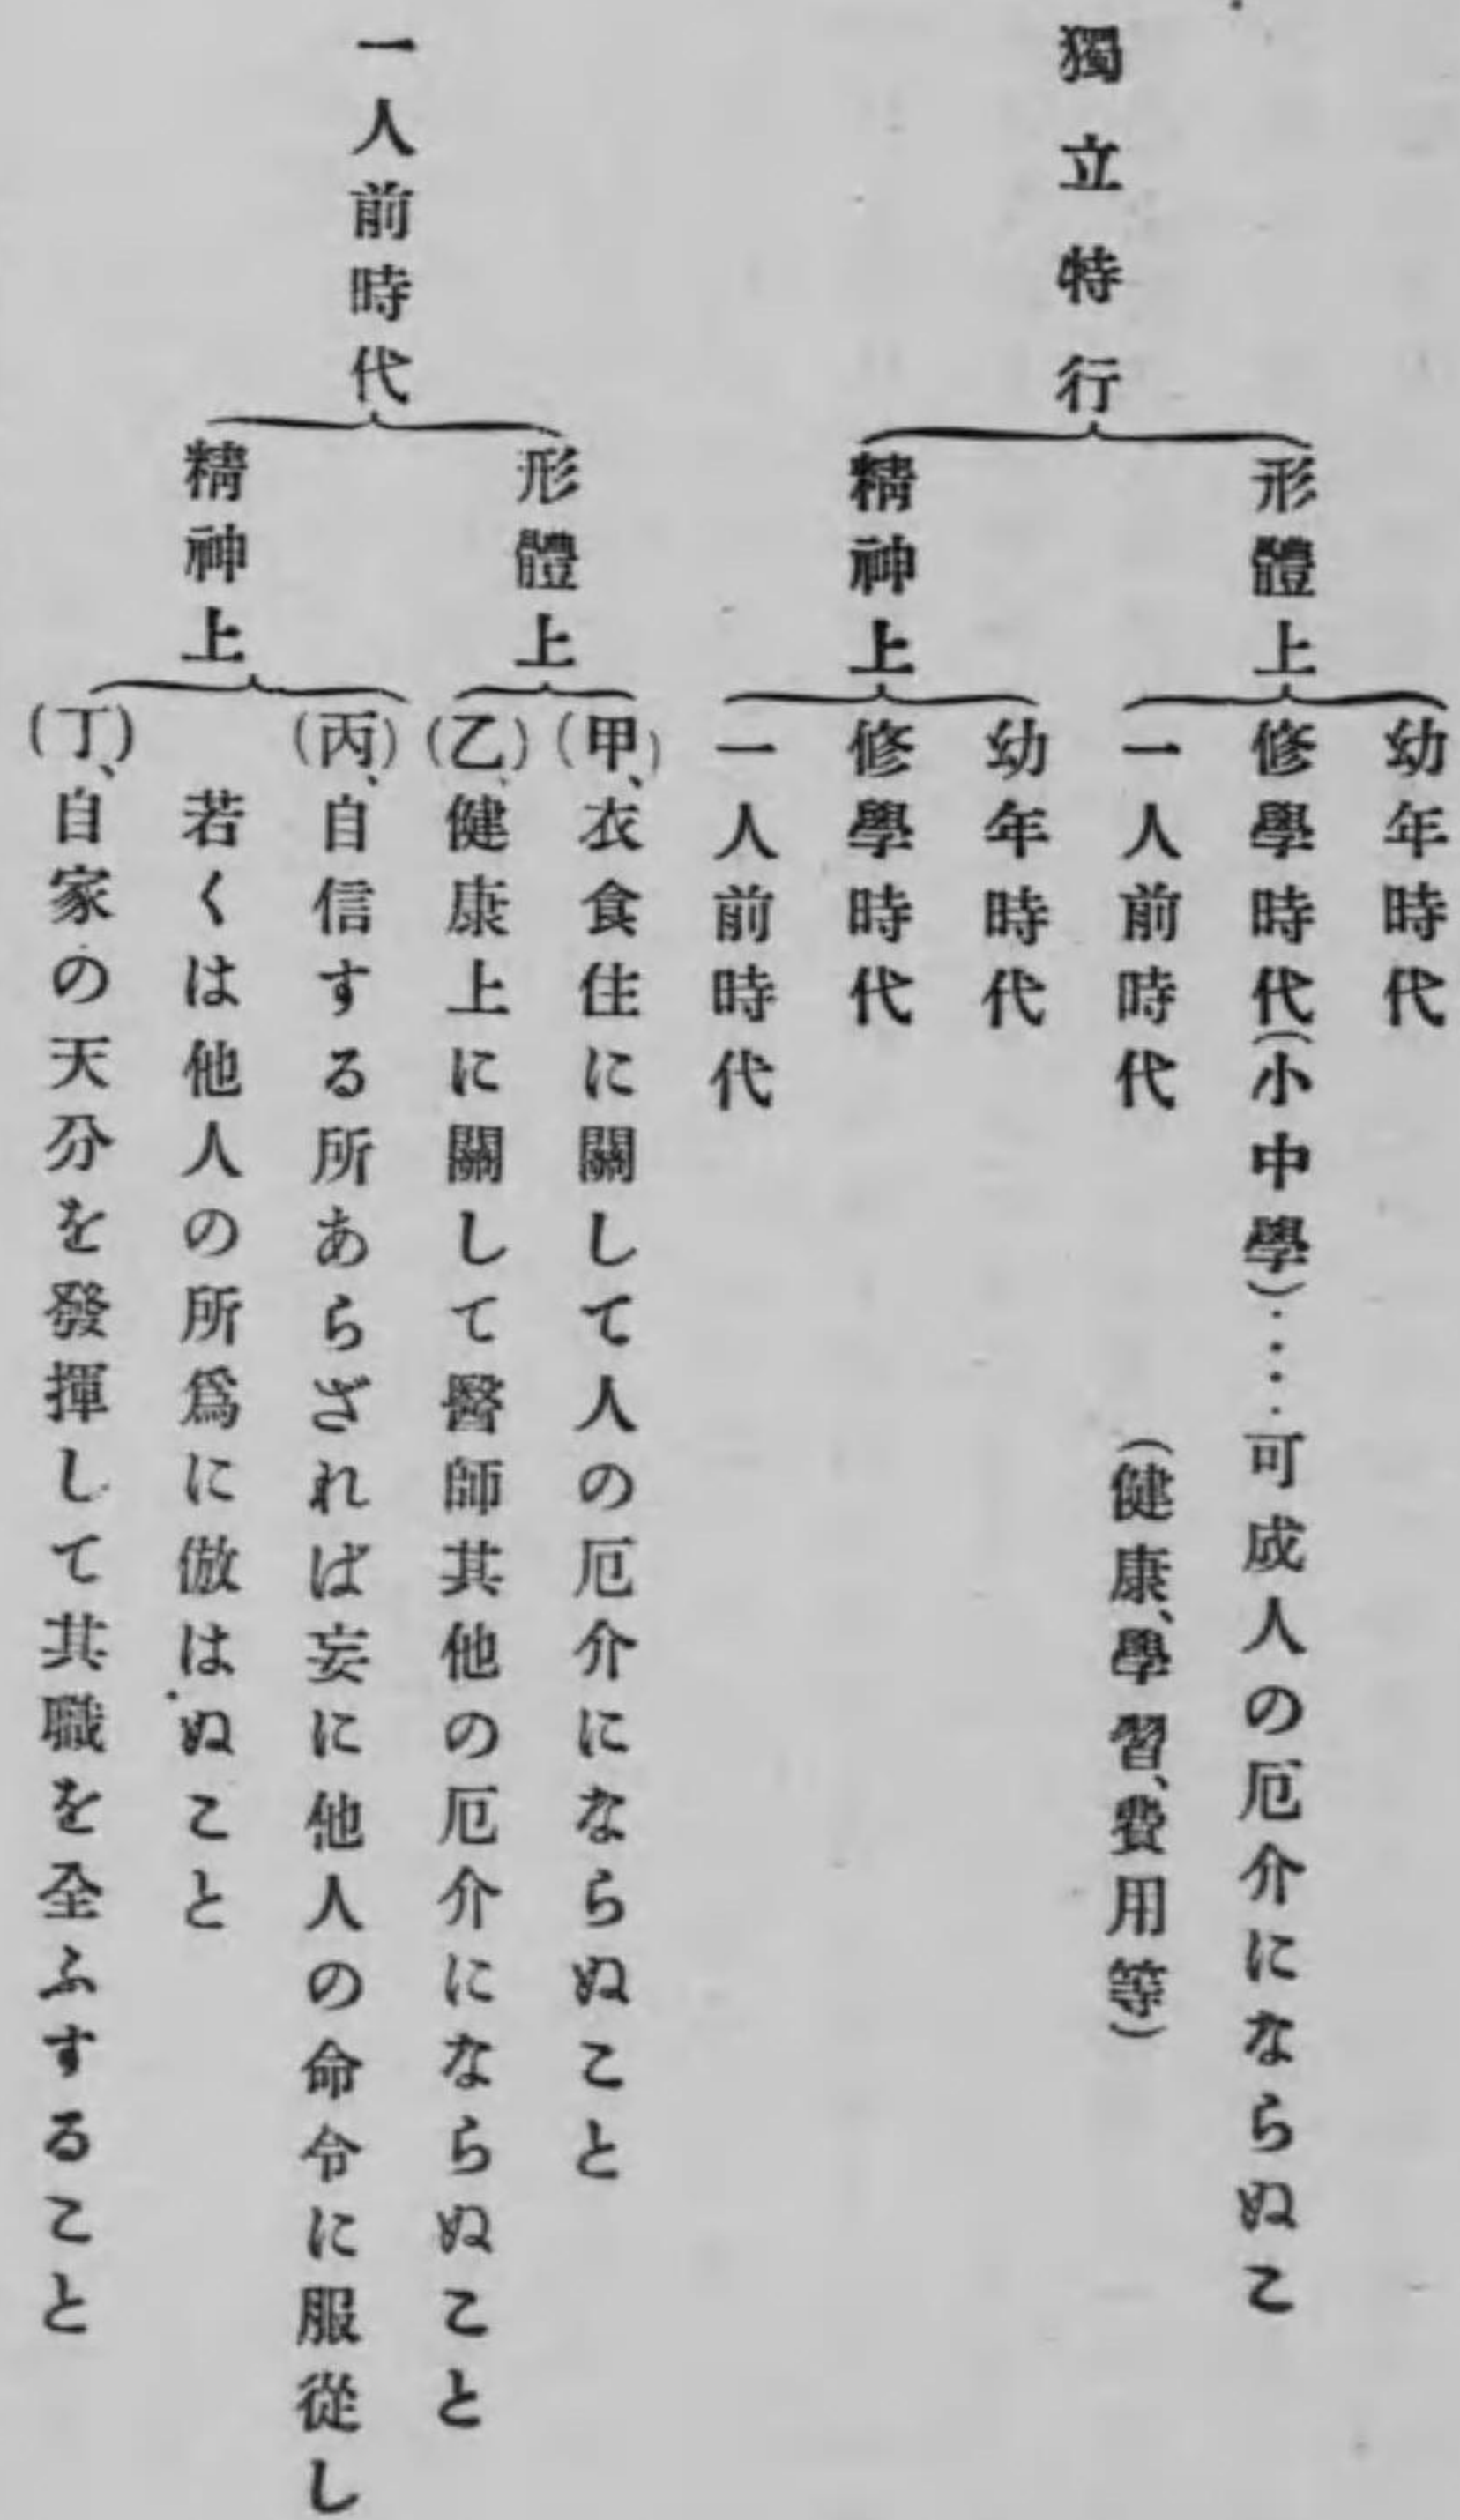 獨立特行
形體上
幼年時代
修學時代(小中學)……可成人の厄介にならぬこ
一人前時代 (健康、學習、費用等)
精神上
幼年時代
修學時代
一人前時代
一人前時代
形體上
(甲)、衣食住に關して人の厄介にならぬこと
(乙)、健康上に關して醫師其他の厄介にならぬこと
精神上
(丙)、自信する所あらざれば妄に他人の命令に服從し
若くは他人の所爲に倣はぬこと
(丁)、自家の天分を發揮して其職を全ふすること